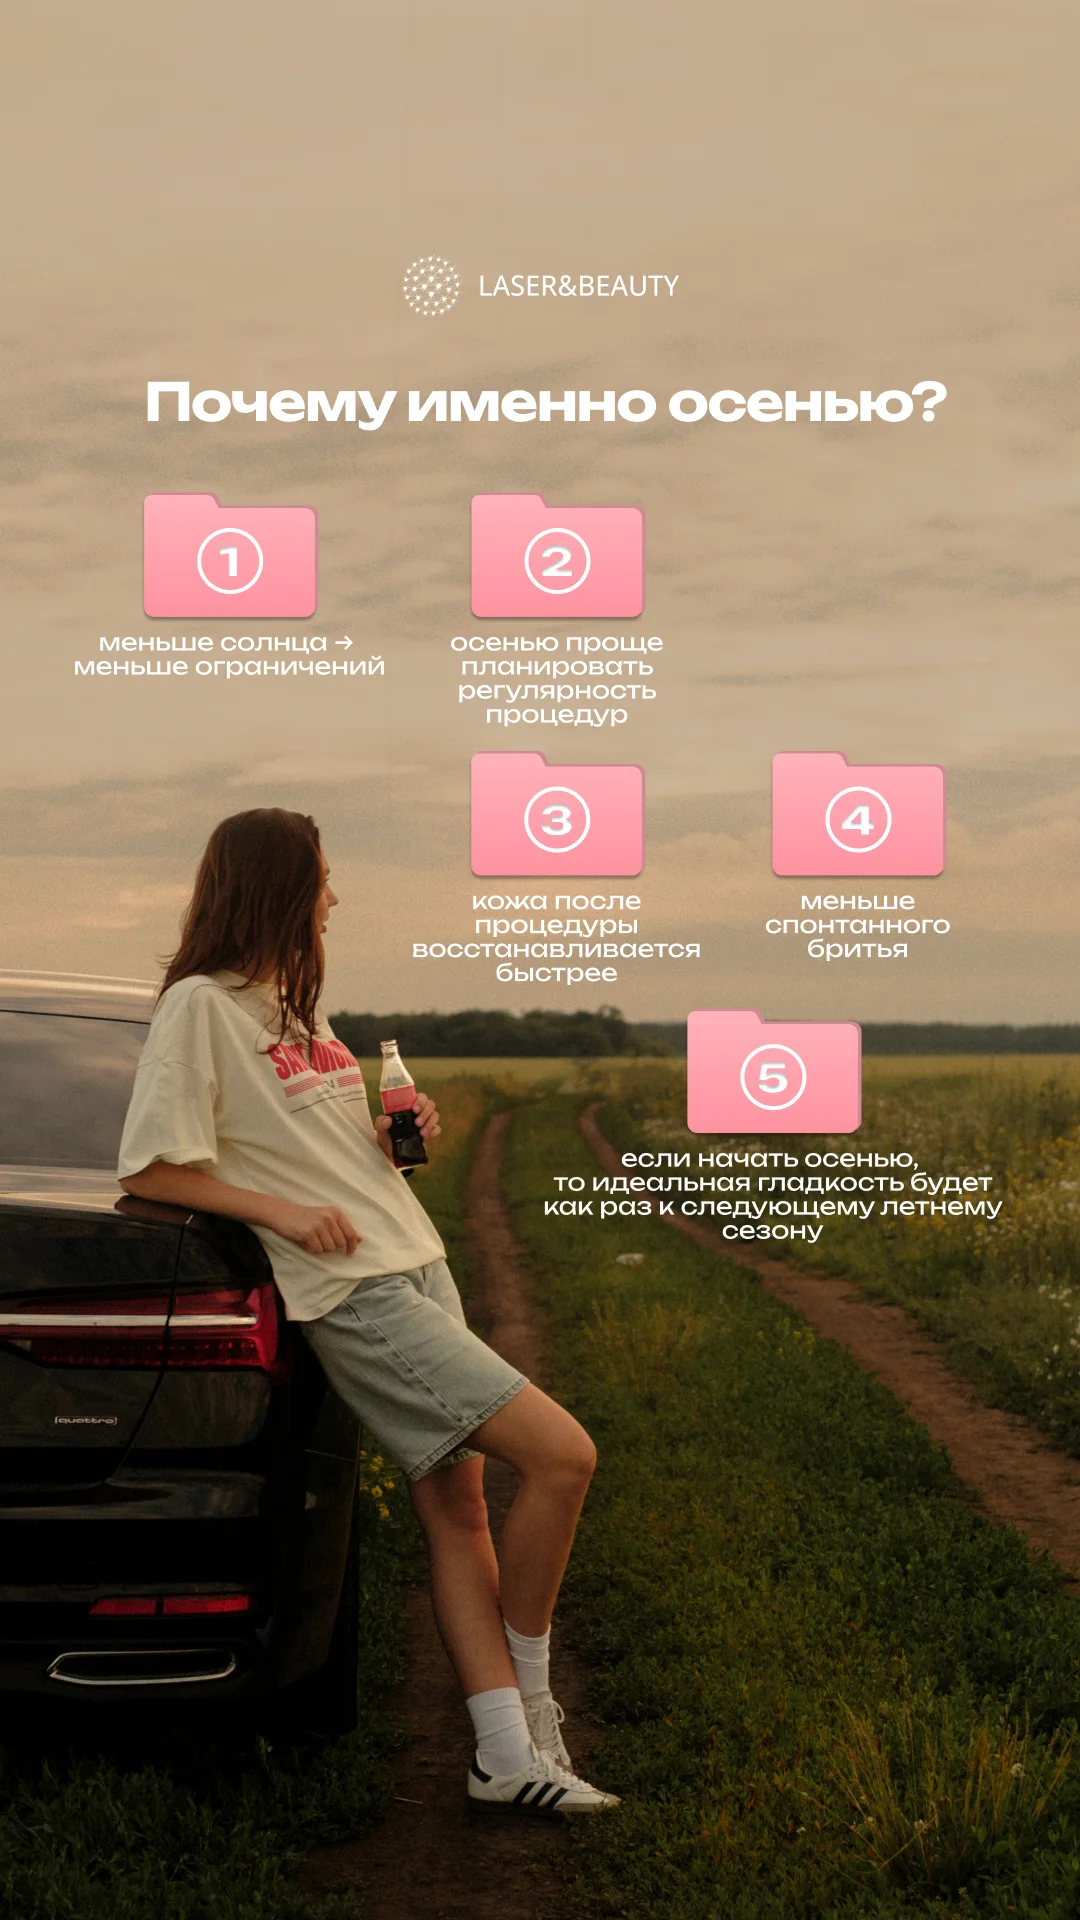 LASER&BEAUTY
Почему именно осенью?
1
меньше солнца →
меньше ограничений
2
осенью проще
планировать
регулярность
процедур
3
кожа после
процедуры
восстанавливается
быстрее
4
меньше
спонтанного
бритья
5
если начать осенью,
то идеальная гладкость будет
как раз к следующему летнему
сезону
quattro